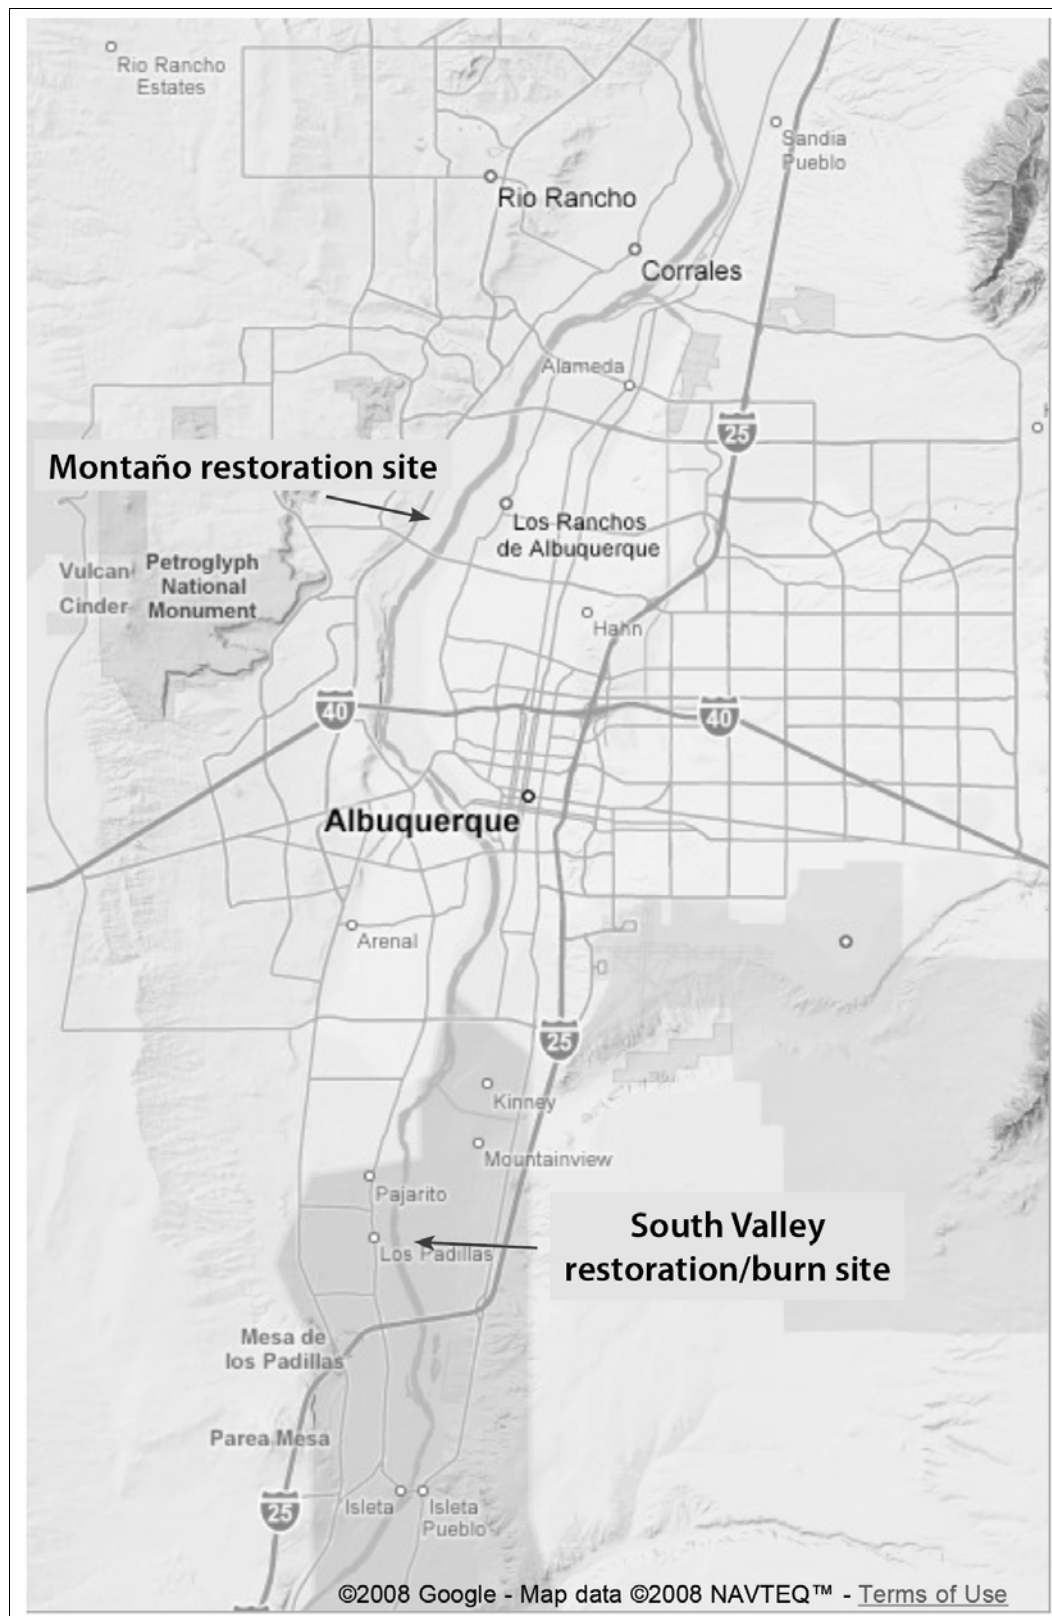 Rio Rancho
Estates
Sandia
Pueblo
Rio Rancho
Corrales
Alameda
25
Montaño restoration site
Los Ranchos
de Albuquerque
Vulcan
Cinder
Petroglyph
National
Monument
Hahn
40
40
Albuquerque
Arenal
25
Kinney
Mountainview
Pajarito
Los Padillas
South Valley
restoration/burn site
Mesa de
los Padillas
Parea Mesa
25
Isleta
Isleta
Pueblo
©2008 Google - Map data ©2008 NAVTEQ™ - Terms of Use